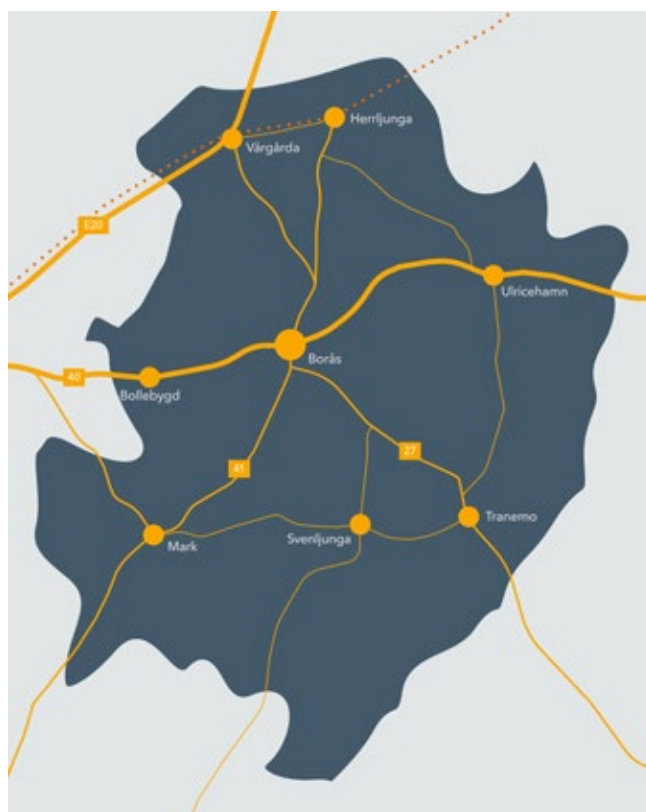 Herrljunga
Vårgårda
E20
Ulricehamn
Borås
40
Bollebygd
27
41
Tranemo
Svenljunga
Mark